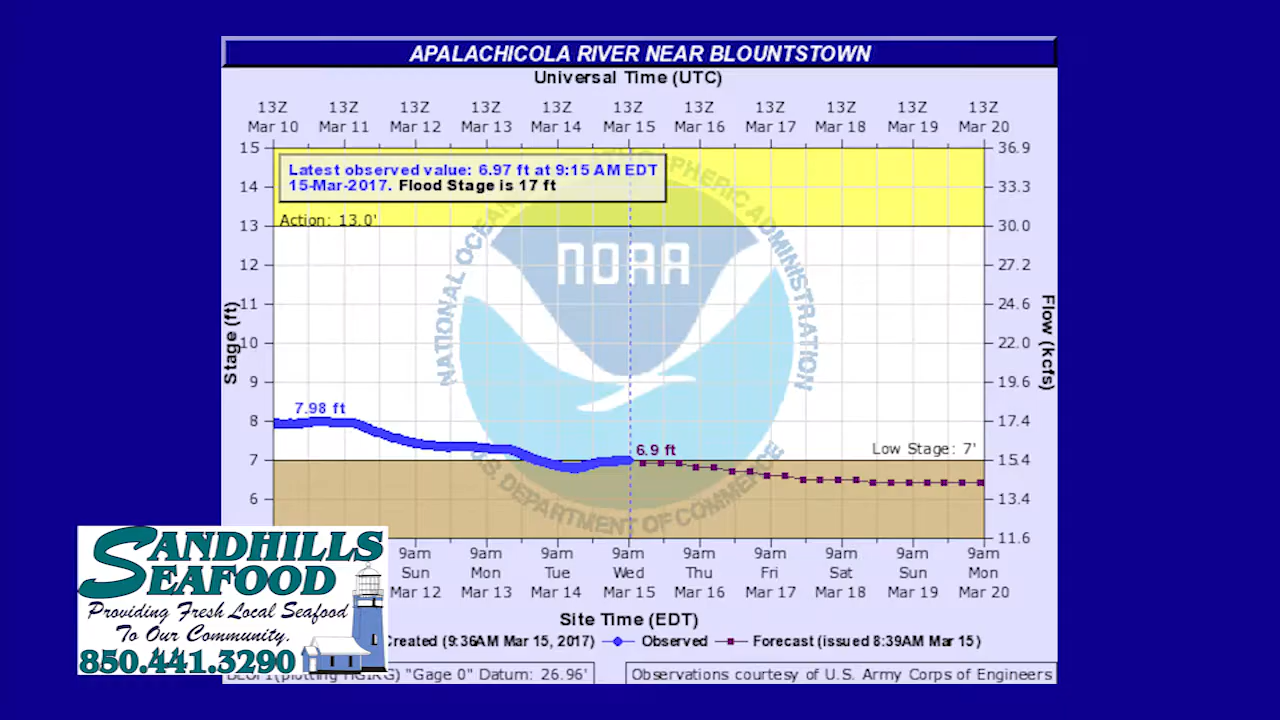 APALACHICOLA RIVER NEAR BLOUNTSTOWN
Universal Time (UTC)
13Z 13Z 13Z 13Z 13Z 13Z 13Z 13Z 13Z 13Z 13Z
Mar 10 Mar 11 Mar 12 Mar 13 Mar 14 Mar 15 Mar 16 Mar 17 Mar 18 Mar 19 Mar 20
15 36.9
Latest observed value: 6.97 ft at 9:15 AM EDT
15-Mar-2017. Flood Stage is 17 ft
14 33.3
Action: 13.0'
13 30.0
NATIONAL OCEANIC AND ATMOSPHERIC ADMINISTRATION
NOAA
U.S. DEPARTMENT OF COMMERCE
12 27.2
11 24.6
Stage (ft)
Flow (kcfs)
10 22.0
9 19.6
7.98 ft
8 17.4
6.9 ft
Low Stage: 7'
7 15.4
6 13.4
11.6
9am 9am 9am 9am 9am 9am 9am 9am 9am
Sun Mon Tue Wed Thu Fri Sat Sun Mon
Mar 12 Mar 13 Mar 14 Mar 15 Mar 16 Mar 17 Mar 18 Mar 19 Mar 20
Site Time (EDT)
Created (9:36AM Mar 15, 2017) Observed Forecast (issued 8:39AM Mar 15)
"Gage 0" Datum: 26.96'
Observations courtesy of U.S. Army Corps of Engineers
SANDHILLS
SEAFOOD
Providing Fresh Local Seafood
To Our Community.
850.441.3290